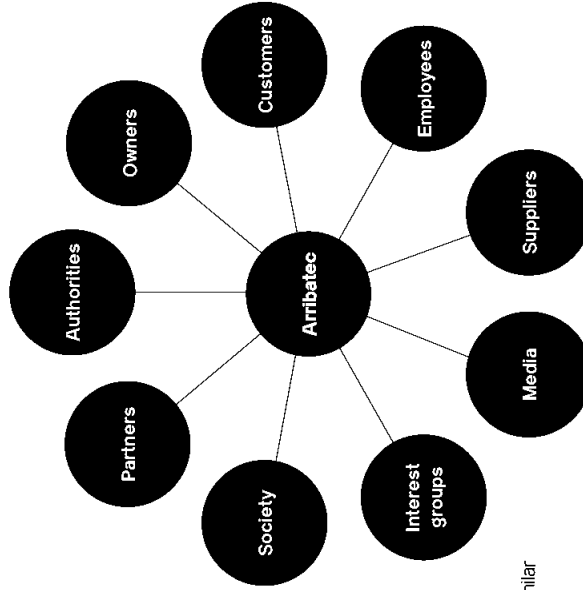 Authorities
Owners
Customers
Employees
Suppliers
Media
Interest
groups
Society
Partners
Arribatec